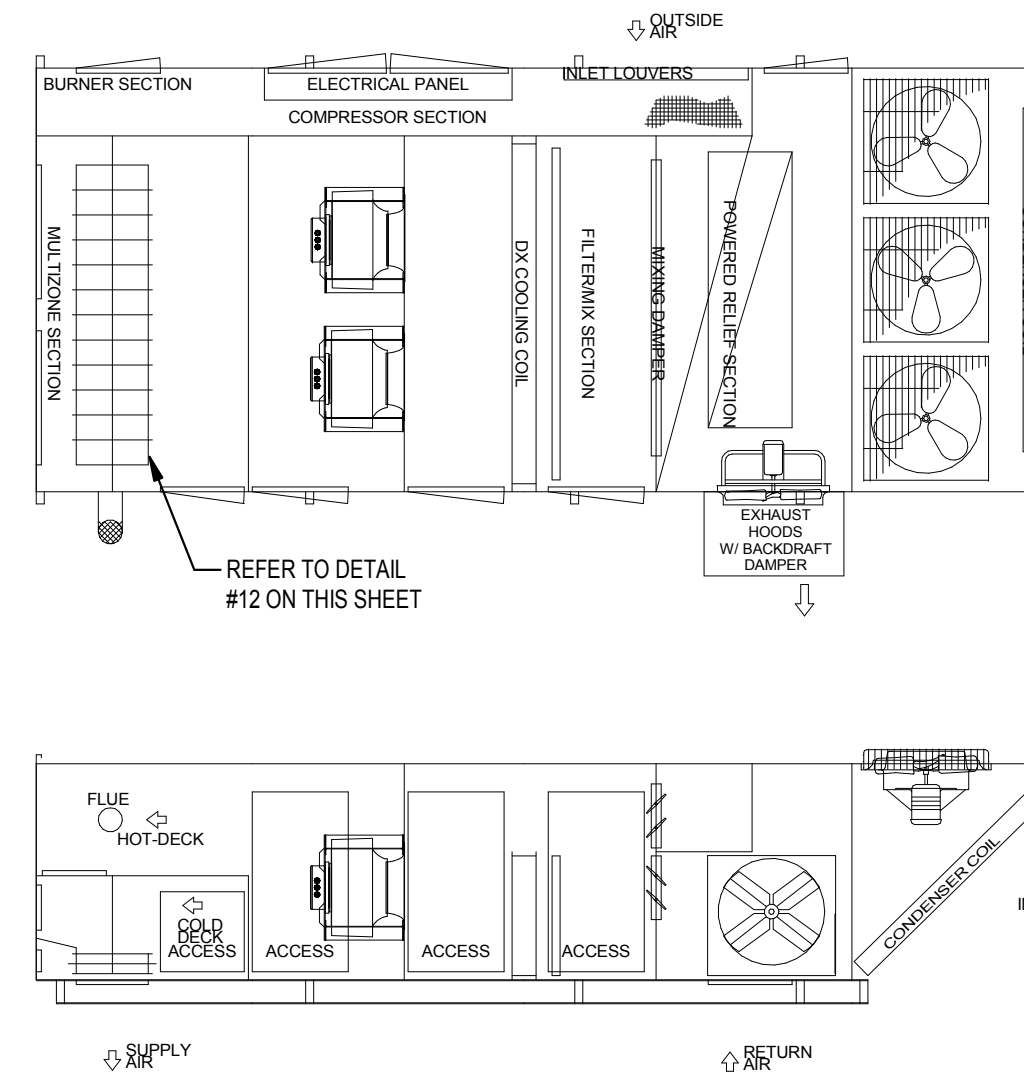 OUTSIDE
AIR
BURNER SECTION
ELECTRICAL PANEL
INLET LOUVERS
COMPRESSOR SECTION
MULTIZONE SECTION
DX COOLING COIL
FILTER/MIX SECTION
MIXING DAMPER
POWERED RELIEF SECTION
EXHAUST
HOODS
W/ BACKDRAFT
DAMPER
REFER TO DETAIL
#12 ON THIS SHEET
FLUE
HOT-DECK
COLD
DECK
ACCESS
ACCESS
ACCESS
ACCESS
CONDENSER COIL
SUPPLY
AIR
RETURN
AIR